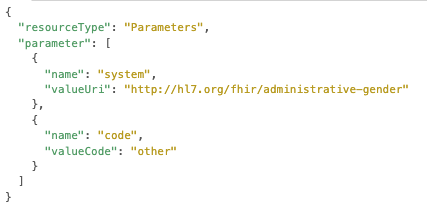 {
  "resourceType": "Parameters",
  "parameter": [
    {
      "name": "system",
      "valueUri": "http://hl7.org/fhir/administrative-gender"
    },
    {
      "name": "code",
      "valueCode": "other"
    }
  ]
}